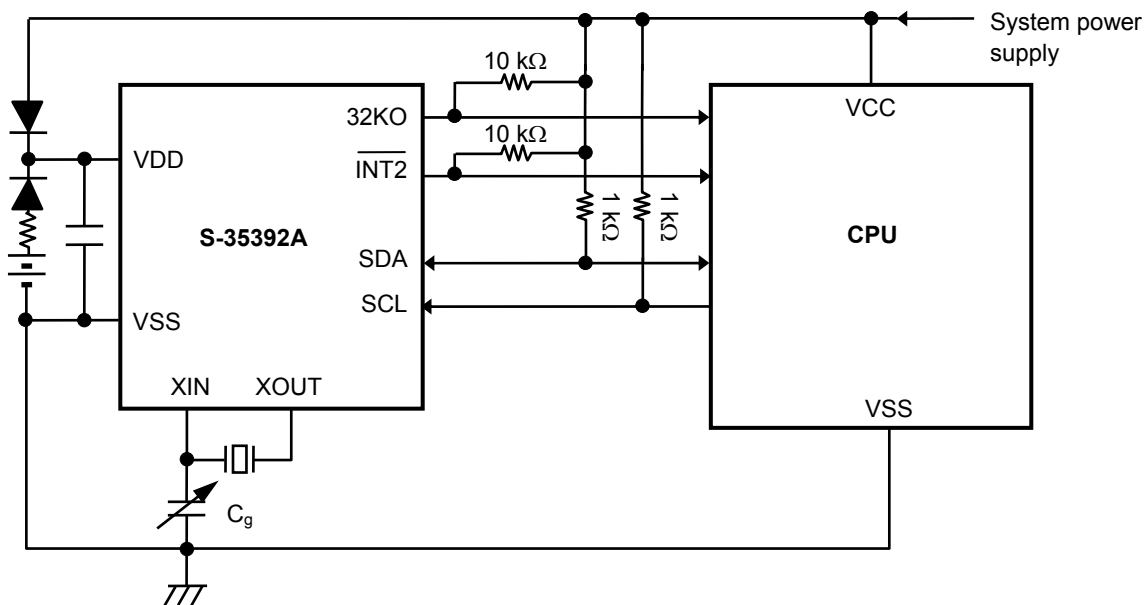 System power
supply
10 kΩ
32KO
VCC
10 kΩ
VDD
INT2
S-35392A
1 kΩ
1 kΩ
CPU
SDA
SCL
VSS
XIN XOUT
VSS
Cg